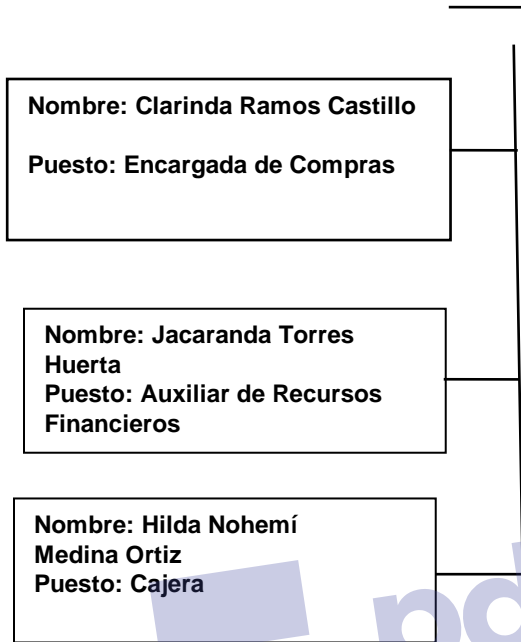 Nombre: Clarinda Ramos Castillo
Puesto: Encargada de Compras
Nombre: Jacaranda Torres
Huerta
Puesto: Auxiliar de Recursos
Financieros
Nombre: Hilda Nohemí
Medina Ortiz
Puesto: Cajera